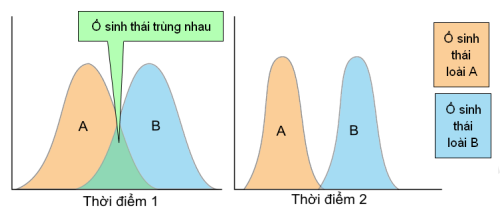 Ổ sinh thái trùng nhau
A
B
Thời điểm 1
A
B
Thời điểm 2
Ổ sinh
thái
loài A
Ổ sinh
thái
loài B